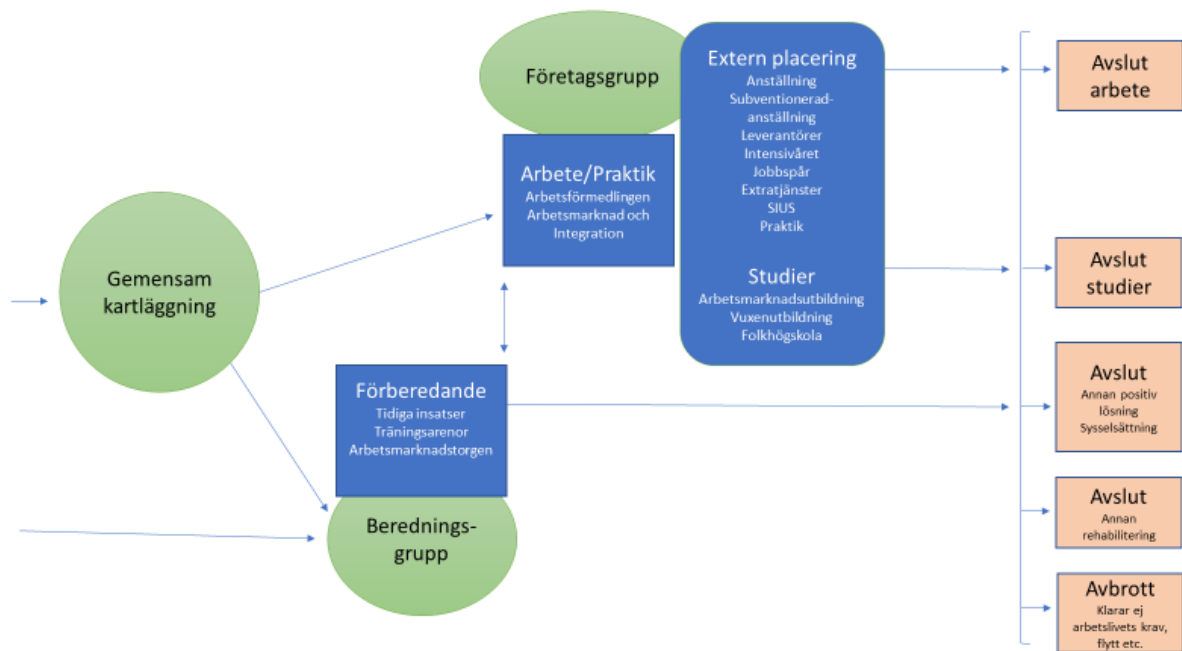 Gemensam
kartläggning
Företagsgrupp
Arbete/Praktik
Arbetsförmedlingen
Arbetsmarknad och
Integration
Förberedande
Tidiga insatser
Träningsarenor
Arbetsmarknadstorgen
Berednings-
grupp
Extern placering
Anställning
Subventionerad-
anställning
Leverantörer
Intensivåret
Jobbspår
Extratjänster
SIUS
Praktik
Studier
Arbetsmarknadsutbildning
Vuxenutbildning
Folkhögskola
Avslut
arbete
Avslut
studier
Avslut
Annan positiv
lösning
Sysselsättning
Avslut
Annan
rehabilitering
Avbrott
Klarar ej
arbetslivets krav,
flytt etc.